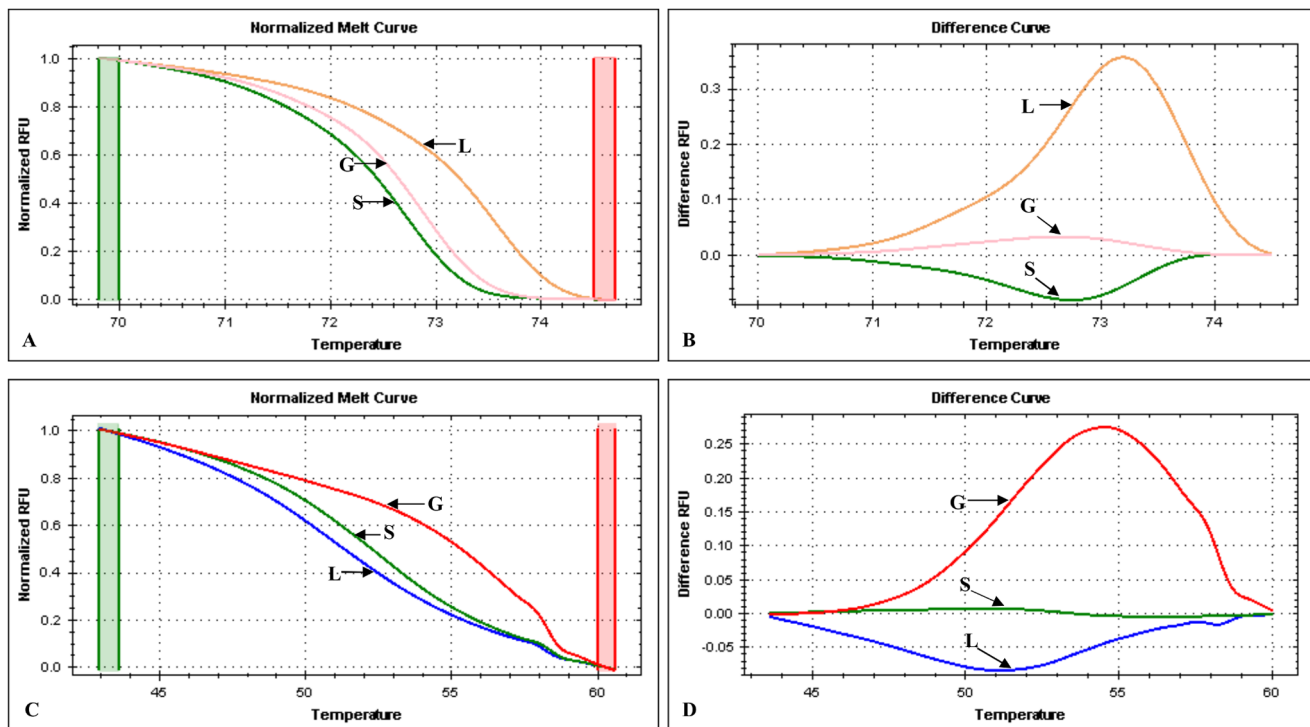 Normalized Melt Curve
Normalized RFU
1.0
0.8
0.6
0.4
0.2
0.0
L
G
S
70
71
72
73
74
Temperature
A
Difference Curve
Difference RFU
0.3
0.2
0.1
0.0
L
G
S
70
71
72
73
74
Temperature
B
Normalized Melt Curve
Normalized RFU
1.0
0.8
0.6
0.4
0.2
0.0
G
S
L
45
50
55
60
Temperature
C
Difference Curve
Difference RFU
0.25
0.20
0.15
0.10
0.05
0.00
-0.05
G
S
L
45
50
55
60
Temperature
D